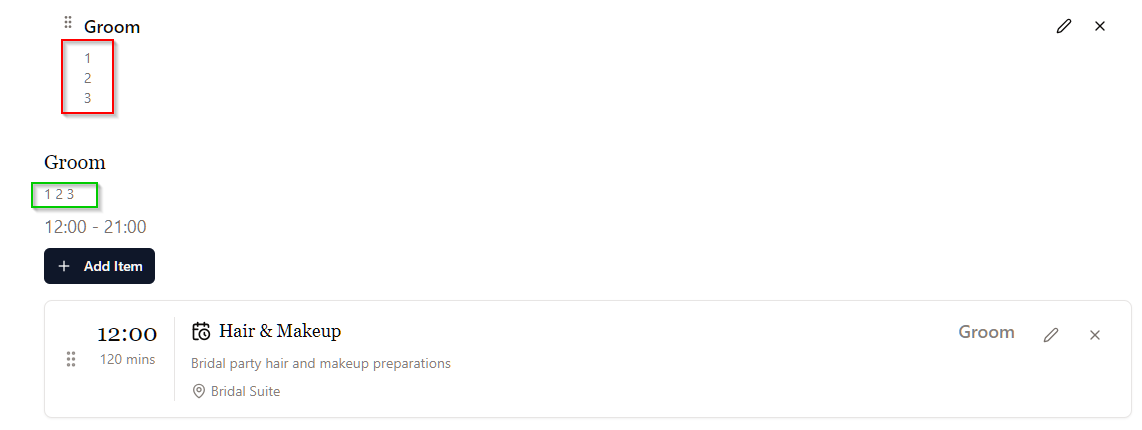 Groom
1
2
3
Groom
1 2 3
12:00 - 21:00
Add Item
12:00
120 mins
Hair & Makeup
Bridal party hair and makeup preparations
Bridal Suite
Groom